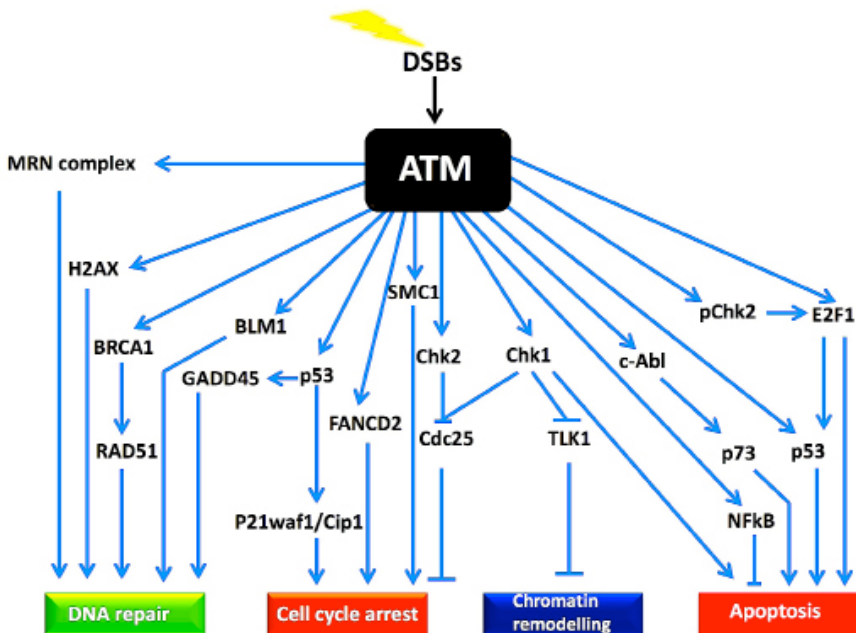 DSBs
ATM
MRN complex
H2AX
SMC1
pChk2
E2F1
BLM1
BRCA1
Chk2
Chk1
c-Abl
GADD45
p53
FANCD2
Cdc25
TLK1
RAD51
p73
p53
P21waf1/Cip1
NFkB
DNA repair
Cell cycle arrest
Chromatin
remodelling
Apoptosis